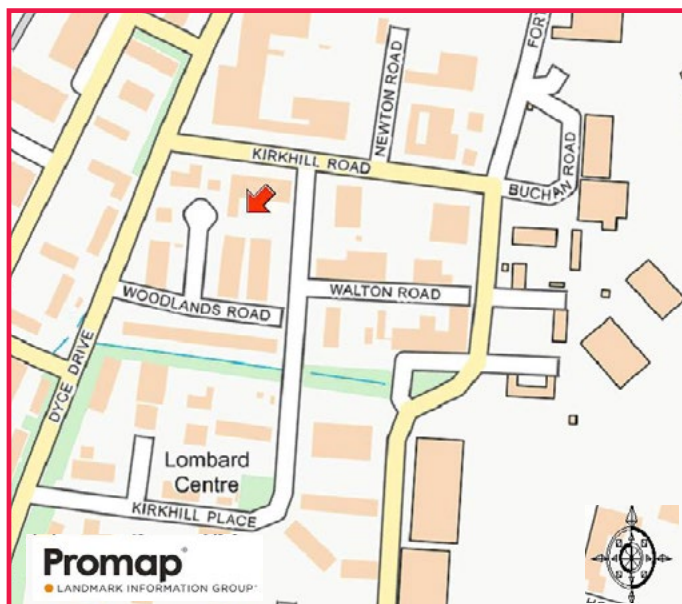 FORT
NEWTON ROAD
KIRKHILL ROAD
BUCHAN ROAD
WALTON ROAD
WOODLANDS ROAD
DYCE DRIVE
Lombard
Centre
KIRKHILL PLACE
Promap®
LANDMARK INFORMATION GROUP®